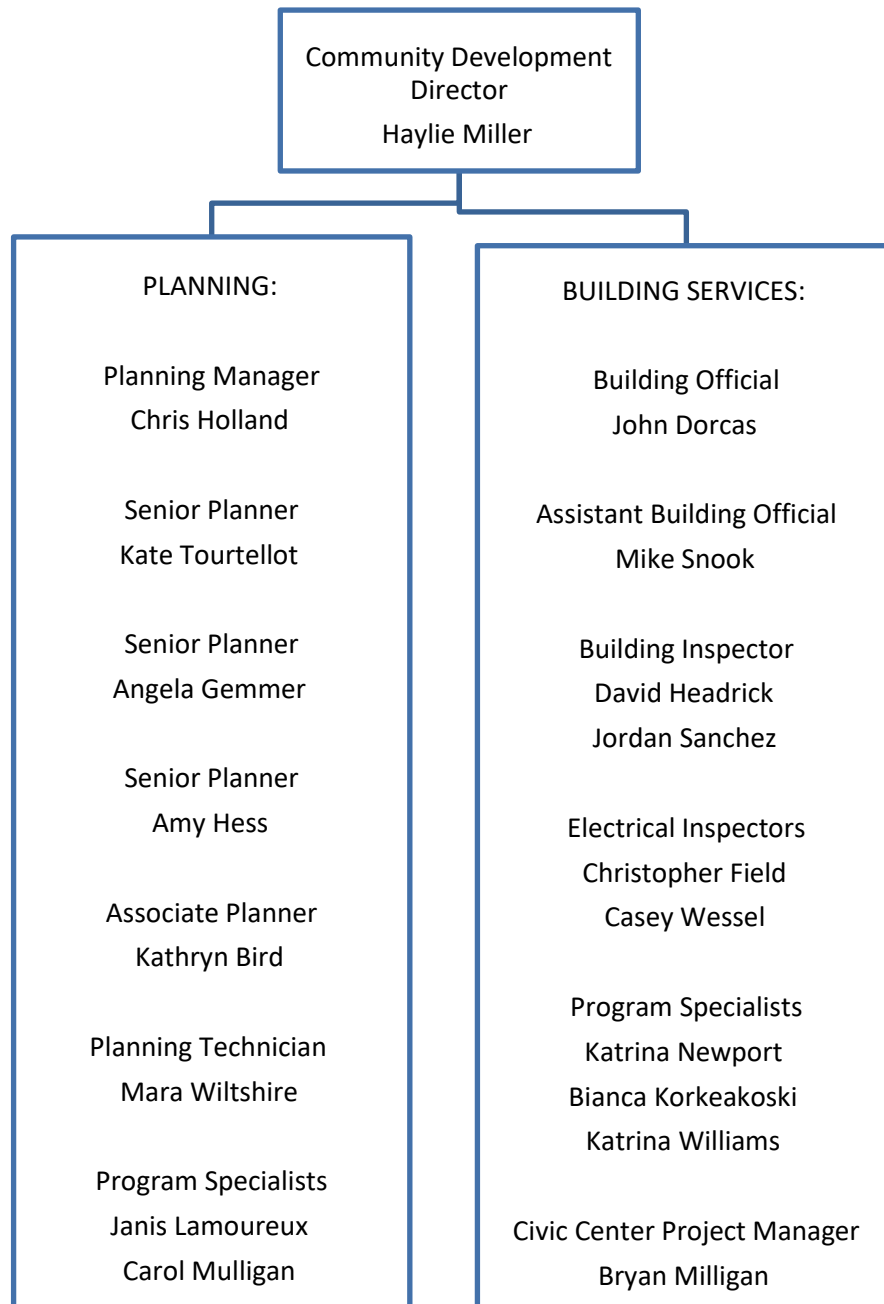 Community Development
Director
Haylie Miller
PLANNING:
Planning Manager
Chris Holland
Senior Planner
Kate Tourtellot
Senior Planner
Angela Gemmer
Senior Planner
Amy Hess
Associate Planner
Kathryn Bird
Planning Technician
Mara Wiltshire
Program Specialists
Janis Lamoureux
Carol Mulligan
BUILDING SERVICES:
Building Official
John Dorcas
Assistant Building Official
Mike Snook
Building Inspector
David Headrick
Jordan Sanchez
Electrical Inspectors
Christopher Field
Casey Wessel
Program Specialists
Katrina Newport
Bianca Korkeakoski
Katrina Williams
Civic Center Project Manager
Bryan Milligan